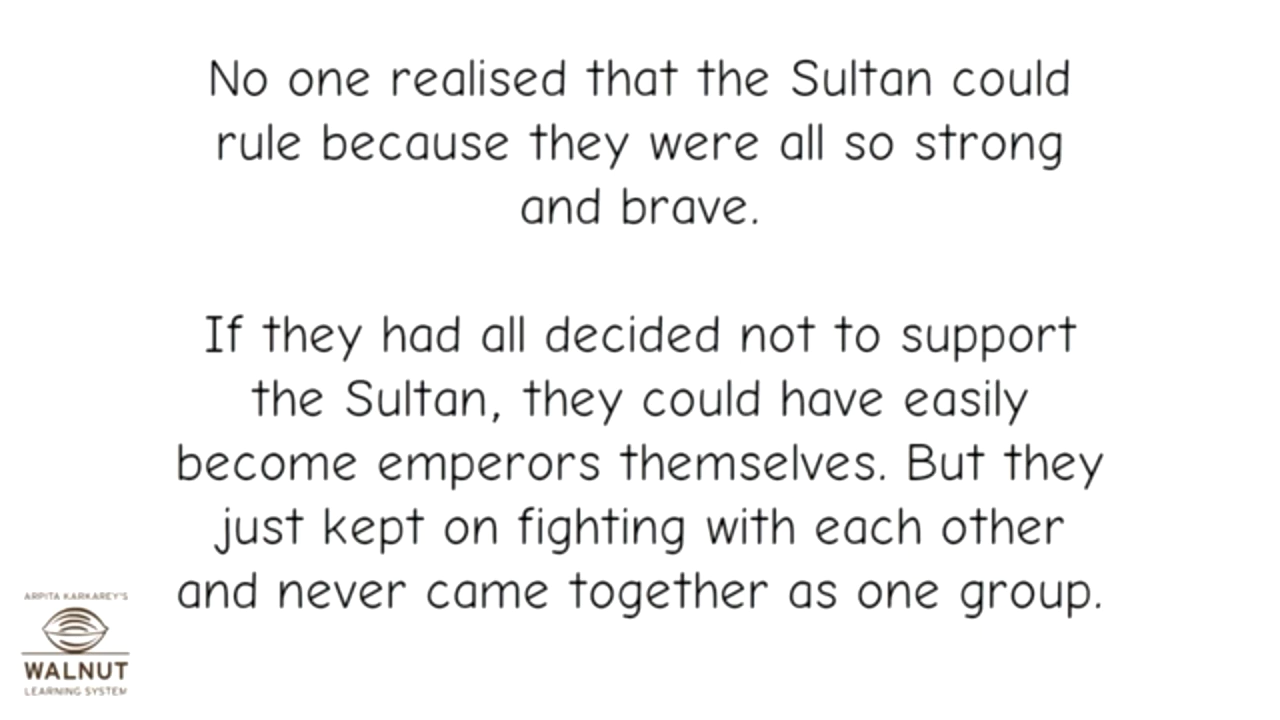 No one realised that the Sultan could
rule because they were all so strong
and brave.
If they had all decided not to support
the Sultan, they could have easily
become emperors themselves. But they
just kept on fighting with each other
and never came together as one group.
ARPITA KARKAREY'S
WALNUT
LEARNING SYSTEM